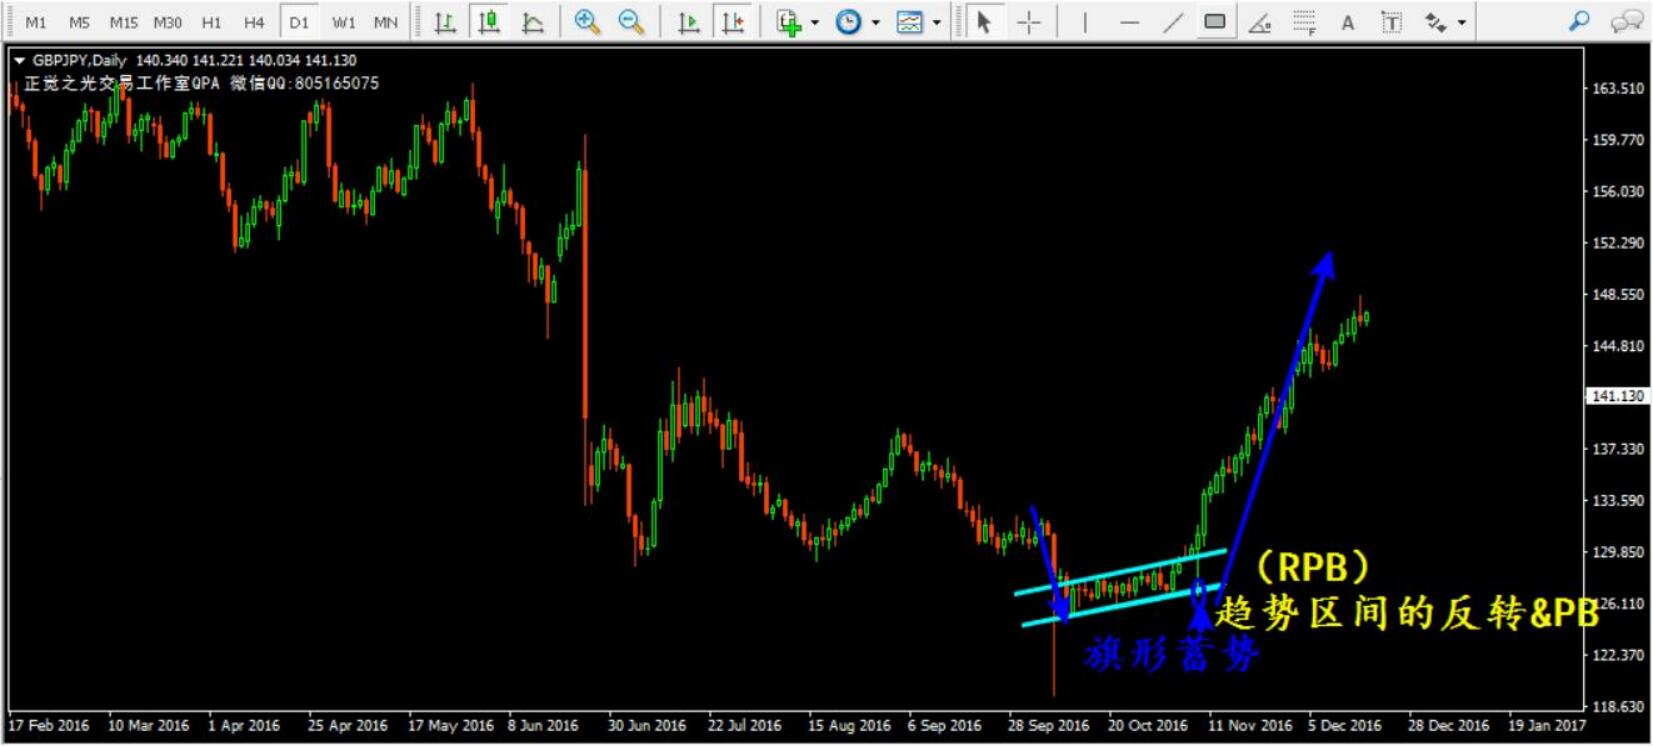 M1 M5 M15 M30 H1 H4 D1 W1 MN A T
GBPJPY,Daily 140.340 141.221 140.034 141.130
正觉之光交易工作室QPA 微信QQ:805165075
163.510
159.770
156.030
152.290
148.550
144.810
141.130
137.330
133.590
129.850
(RPB)
趋势区间的反转&PB
126.110
旗形蓄势
122.370
118.630
17 Feb 2016 10 Mar 2016 1 Apr 2016 25 Apr 2016 17 May 2016 8 Jun 2016 30 Jun 2016 22 Jul 2016 15 Aug 2016 6 Sep 2016 28 Sep 2016 20 Oct 2016 11 Nov 2016 5 Dec 2016 28 Dec 2016 19 Jan 2017